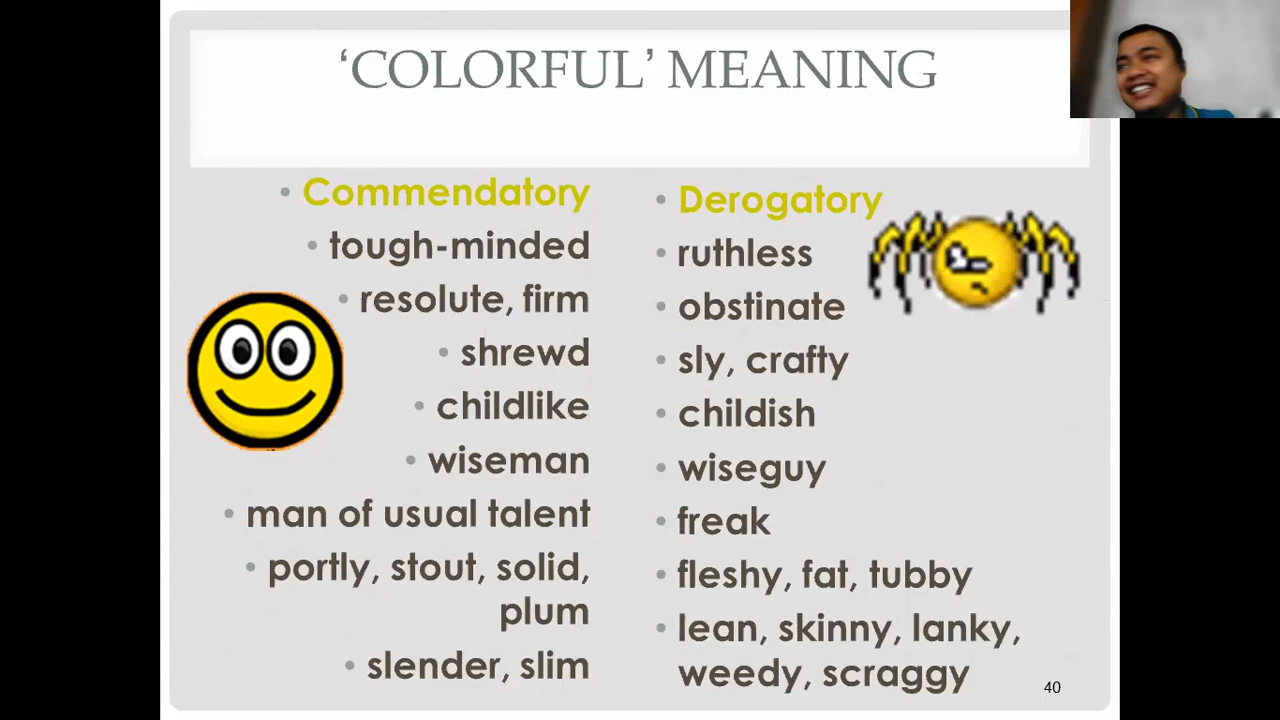 ‘COLORFUL’ MEANING
• Commendatory
• tough-minded
• resolute, firm
• shrewd
• childlike
• wiseman
• man of usual talent
• portly, stout, solid,
plum
• slender, slim
• Derogatory
• ruthless
• obstinate
• sly, crafty
• childish
• wiseguy
• freak
• fleshy, fat, tubby
• lean, skinny, lanky,
weedy, scraggy
40